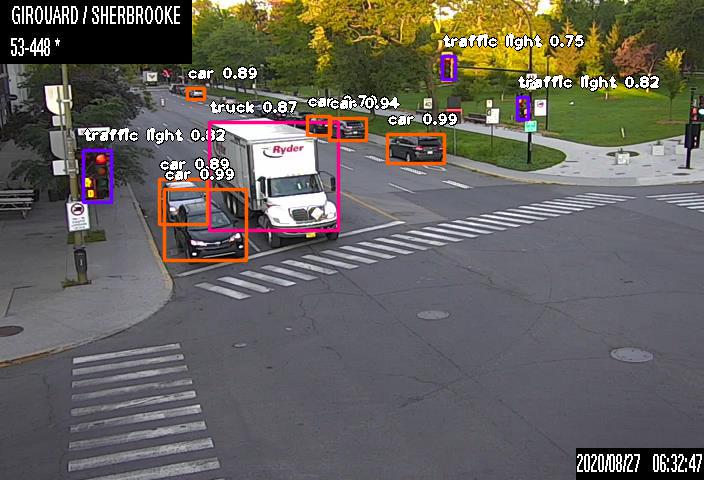 GIROUARD / SHERBROOKE
53-448 *
traffic light 0.75
car 0.89
traffic light 0.82
truck 0.87
car 0.94
car 0.99
Ryder
traffic light 0.82
car 0.89
car 0.99
2020/08/27 06:32:47